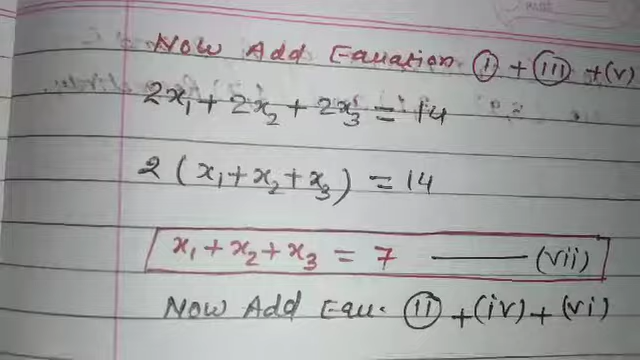 Now Add Equation (i) + (iii) + (v)
2x₁ + 2x₂ + 2x₃ = 14
2 (x₁ + x₂ + x₃) = 14
x₁ + x₂ + x₃ = 7 —— (vii)
Now Add Equ. (ii) + (iv) + (vi)